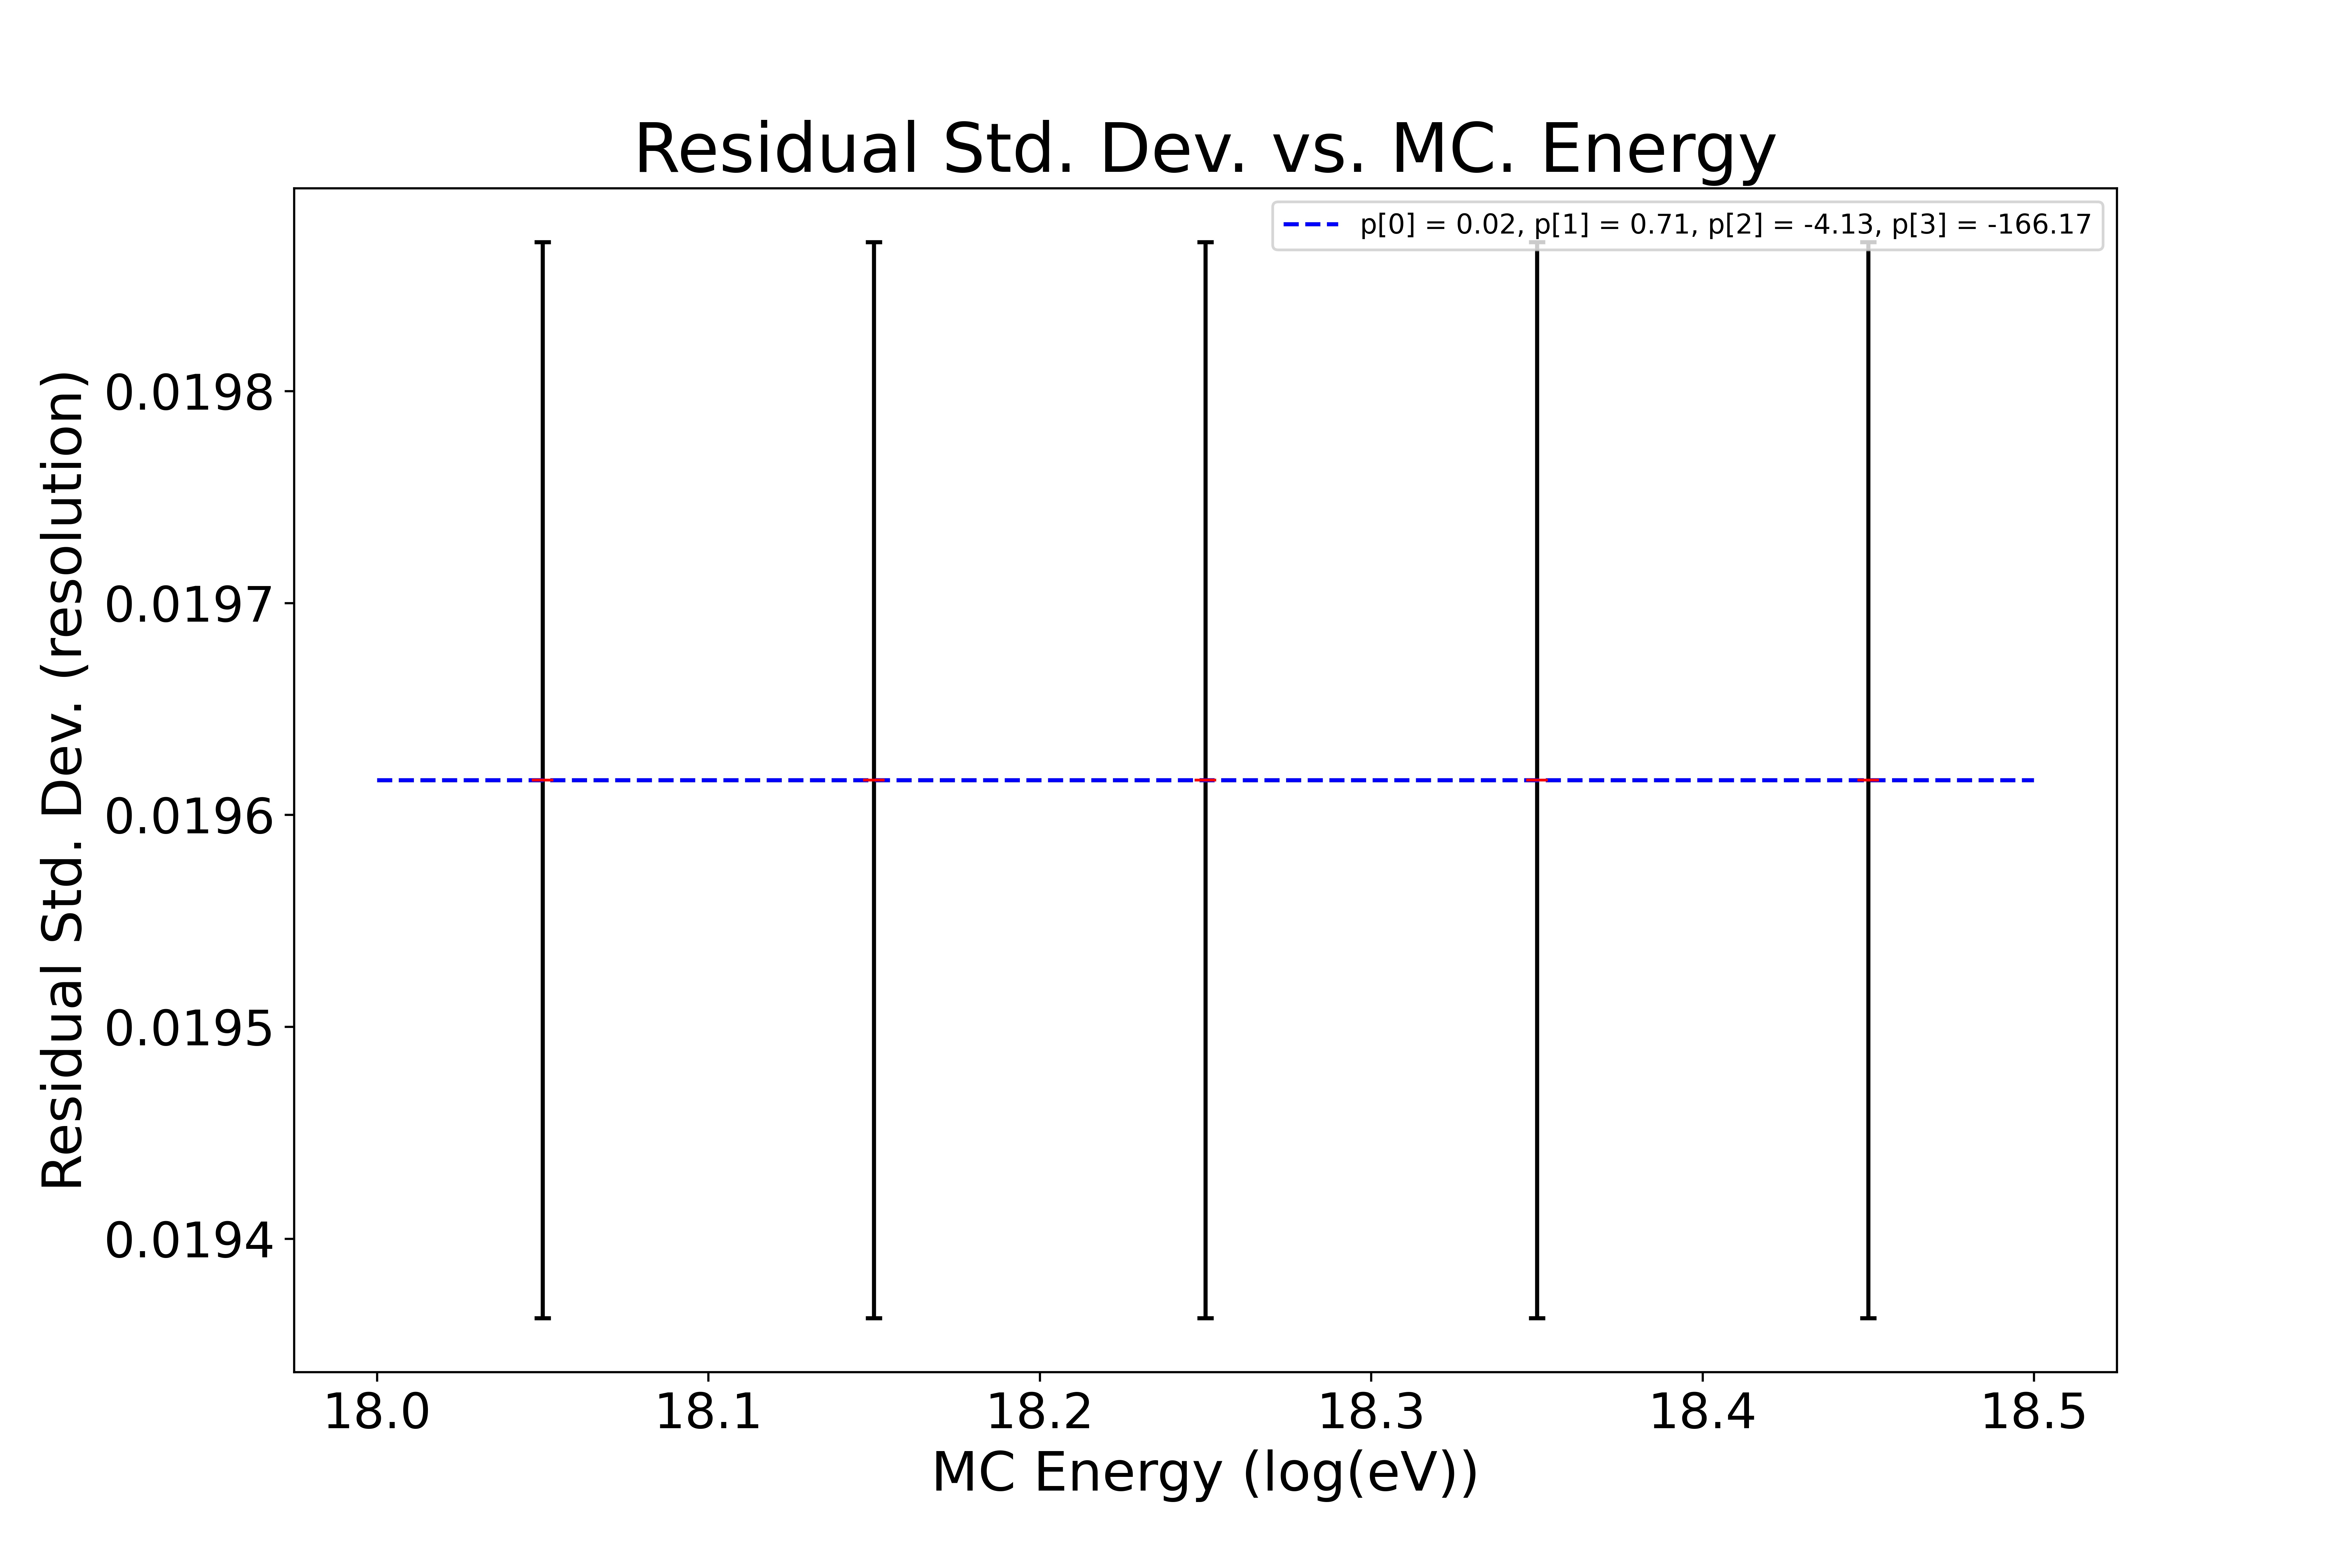 Residual Std. Dev. vs. MC. Energy
p[0] = 0.02, p[1] = 0.71, p[2] = -4.13, p[3] = -166.17
Residual Std. Dev. (resolution)
0.0198
0.0197
0.0196
0.0195
0.0194
18.0 18.1 18.2 18.3 18.4 18.5
MC Energy (log(eV))